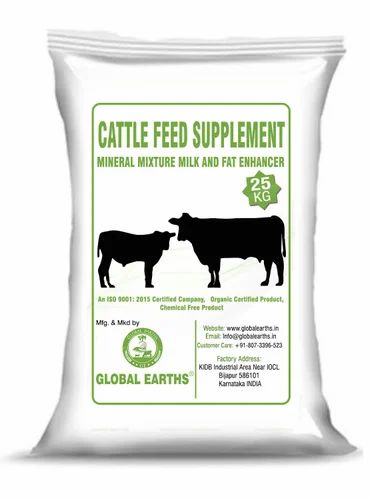 CATTLE FEED SUPPLEMENT
MINERAL MIXTURE MILK AND FAT ENHANCER
25
KG
An ISO 9001: 2015 Certified Company, Organic Certified Product,
Chemical Free Product
Mfg. & Mkd by
GLOBAL EARTHS®
Website: www.globalearths.in
Email: Info@globalearths.in
Customer Care: +91-807-3396-523
Factory Address:
KIDB Industrial Area Near IOCL
Bijapur 586101
Karnataka INDIA